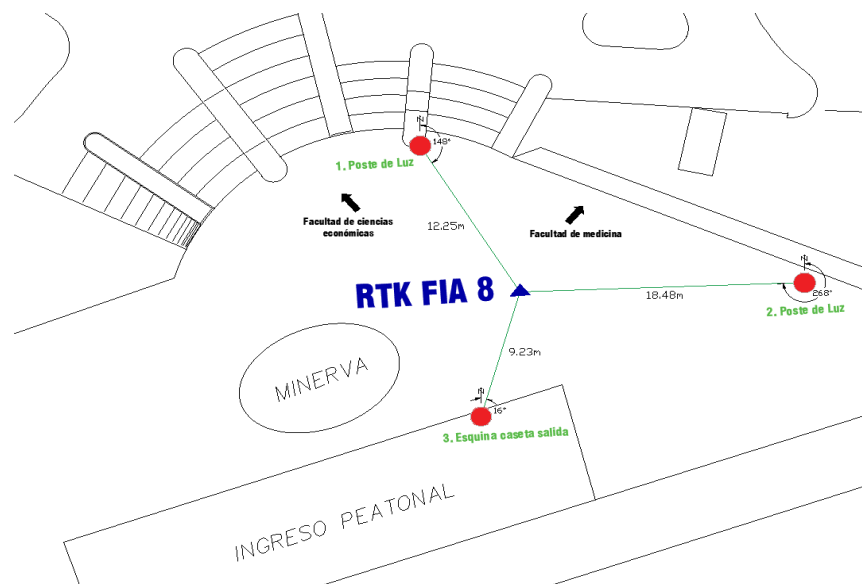 N
148°
1. Poste de Luz
Facultad de ciencias
económicas
12.25m
Facultad de medicina
N
RTK FIA 8
18.48m
268°
2. Poste de Luz
9.23m
MINERVA
N
16°
3. Esquina caseta salida
INGRESO PEATONAL